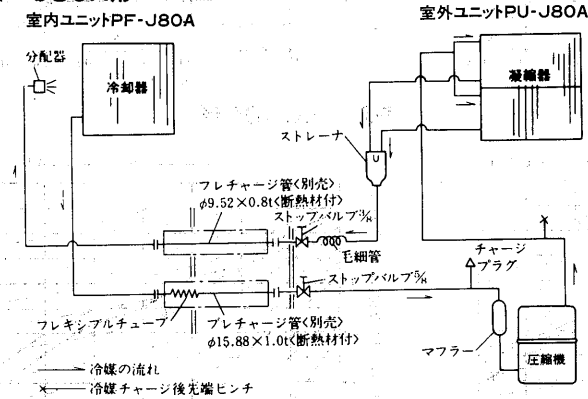 室内ユニットPF-J80A
室外ユニットPU-J80A
分配器
冷却器
凝縮器
ストレーナ
プレチャージ管<別売>
φ9.52×0.8t<断熱材付>
ストップバルブ3/8
毛細管
ストップバルブ5/8
チャージ
プラグ
フレキシブルチューブ
プレチャージ管<別売>
φ15.88×1.0t<断熱材付>
マフラー
圧縮機
冷媒の流れ
冷媒チャージ後先端ピンチ